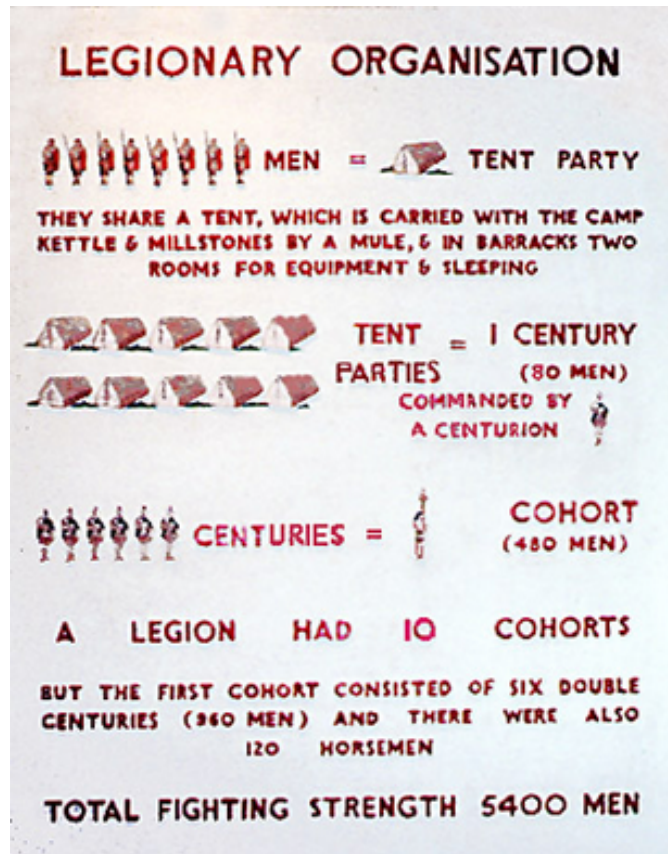 LEGIONARY ORGANISATION
MEN = TENT PARTY
THEY SHARE A TENT, WHICH IS CARRIED WITH THE CAMP
KETTLE & MILLSTONES BY A MULE, & IN BARRACKS TWO
ROOMS FOR EQUIPMENT & SLEEPING
TENT = 1 CENTURY
PARTIES (80 MEN)
COMMANDED BY
A CENTURION
CENTURIES = COHORT
(480 MEN)
A LEGION HAD 10 COHORTS
BUT THE FIRST COHORT CONSISTED OF SIX DOUBLE
CENTURIES (960 MEN) AND THERE WERE ALSO
120 HORSEMEN
TOTAL FIGHTING STRENGTH 5400 MEN